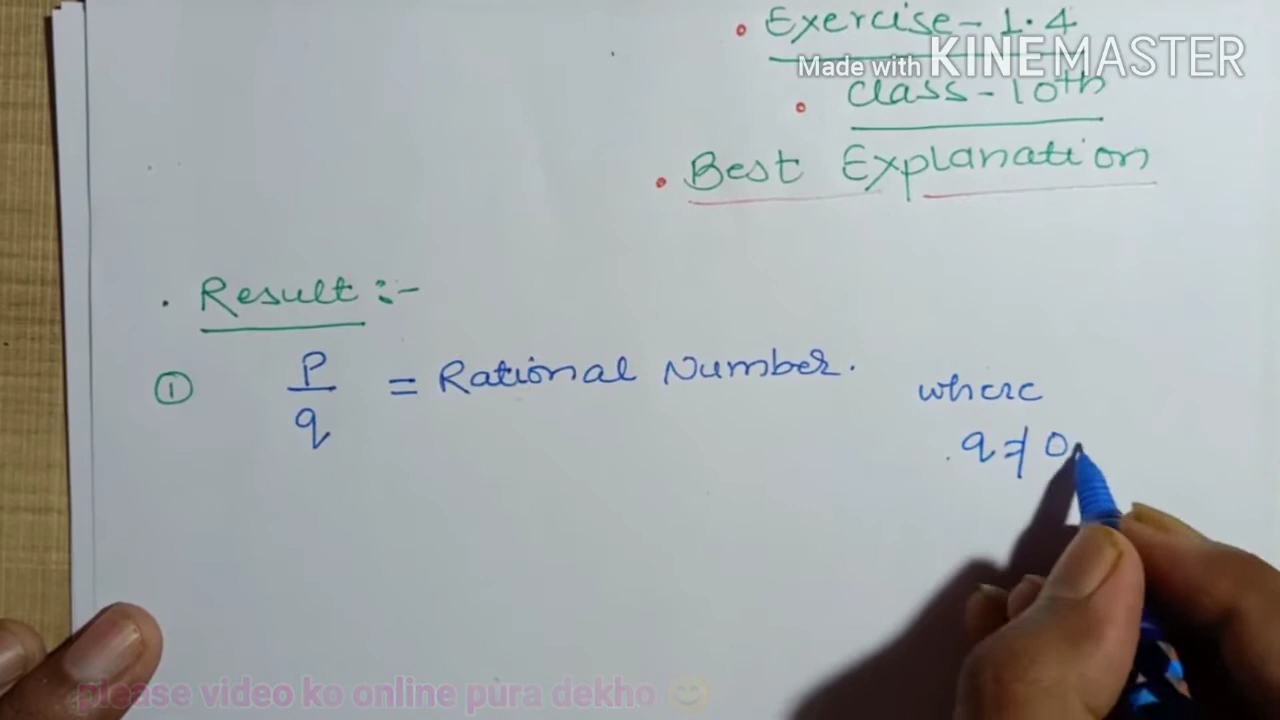 • Exercise - 1.4
Made with KINEMASTER
• Class - 10th
• Best Explanation
• Result :-
① P/q = Rational Number.
where
q ≠ 0
please video ko online pura dekho 😊